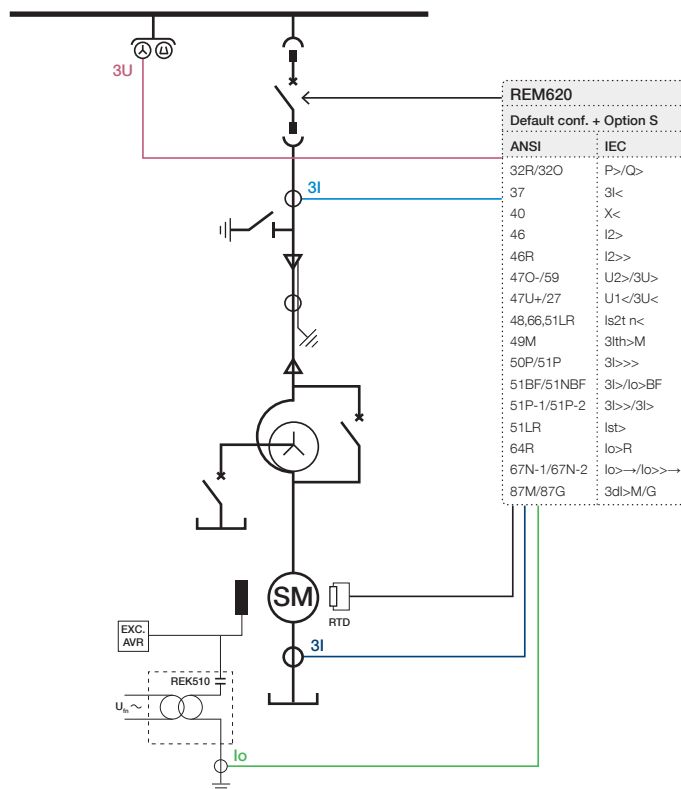 3U
REM620
Default conf. + Option S
ANSI IEC
32R/32O P>/Q>
37 3I<
40 X<
46 I2>
46R I2>>
47O-/59 U2>/3U>
47U+/27 U1</3U<
48,66,51LR Is2t n<
49M 3Ith>M
50P/51P 3I>>>
51BF/51NBF 3I>/Io>BF
51P-1/51P-2 3I>>/3I>
51LR Ist>
64R Io>R
67N-1/67N-2 Io>→/Io>>→
87M/87G 3dI>M/G
3I
SM
RTD
EXC.
AVR
3I
REK510
Ufn ~
Io